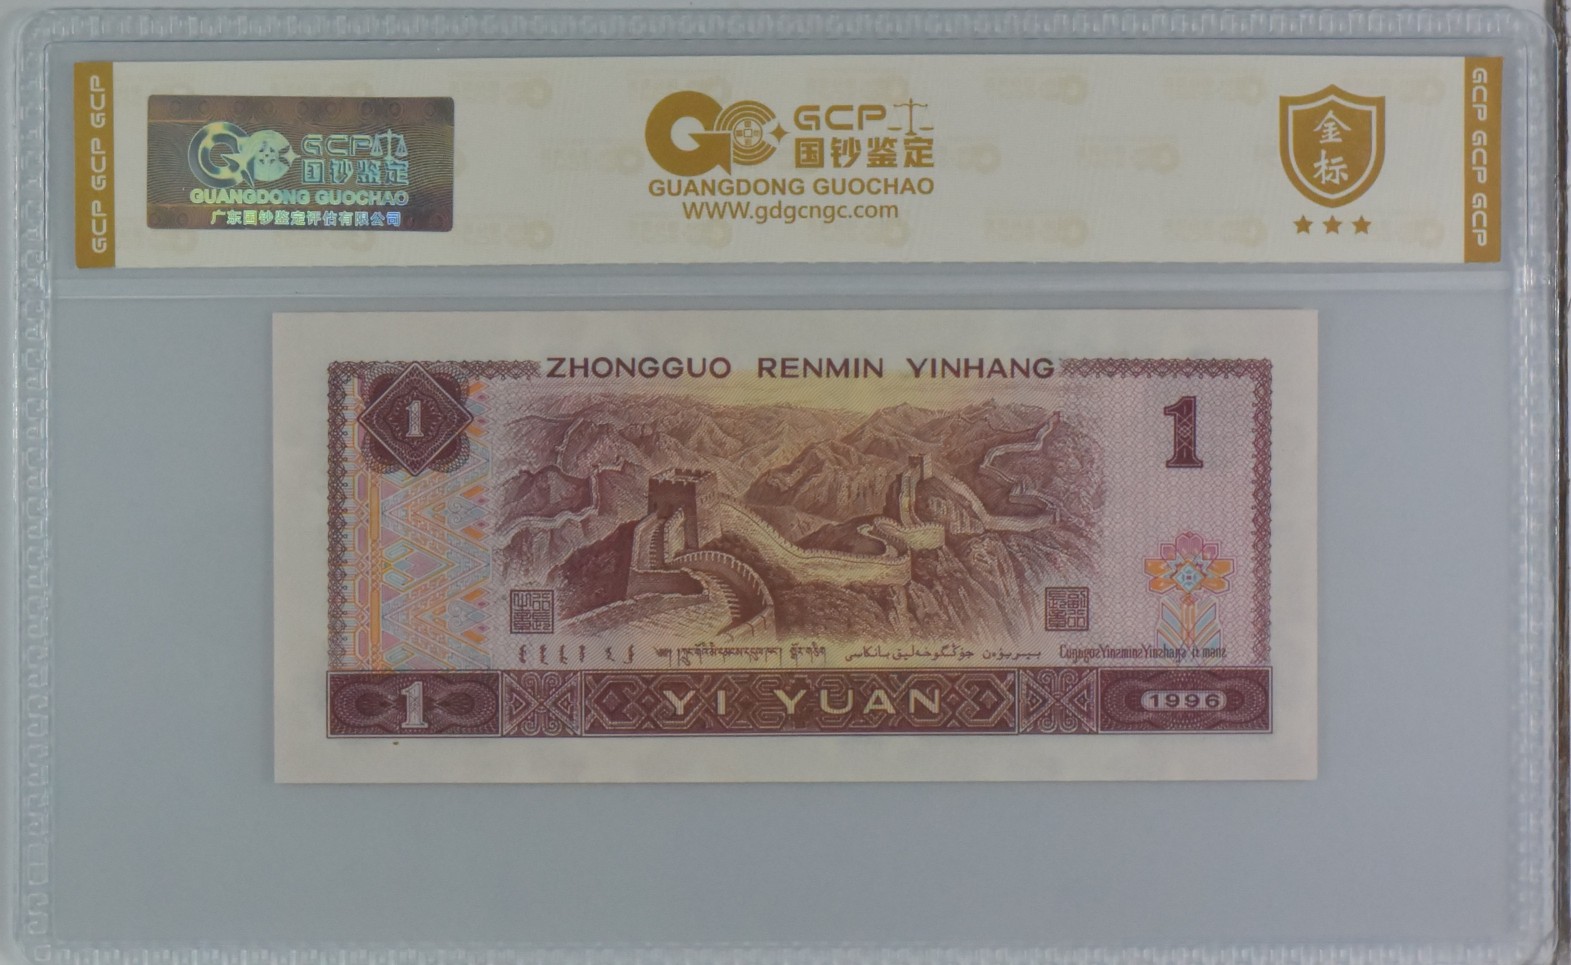 GCP GCP GCP
GCP
国钞鉴定
GUANGDONG GUOCHAO
广东国钞鉴定评估有限公司
GCP
国钞鉴定
GUANGDONG GUOCHAO
WWW.gdgcngc.com
金
标
GCP GCP GCP
ZHONGGUO RENMIN YINHANG
1
1
1
YI YUAN
1996